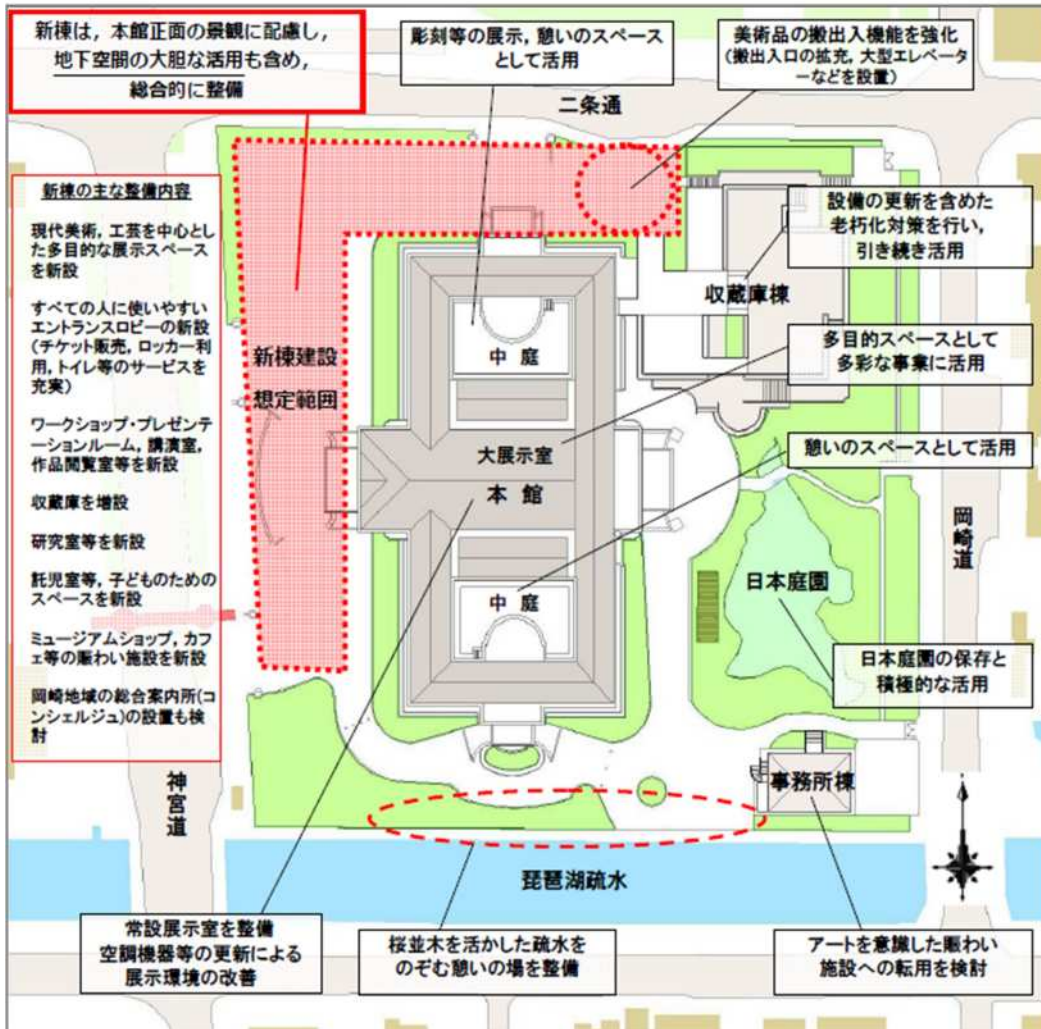 新棟は，本館正面の景観に配慮し，
地下空間の大胆な活用も含め，
総合的に整備
彫刻等の展示，憩いのスペース
として活用
美術品の搬出入機能を強化
（搬出入口の拡充，大型エレベータ
ーなどを設置）
二条通
新棟の主な整備内容
現代美術，工芸を中心とし
た多目的な展示スペース
を新設
すべての人に使いやすい
エントランスロビーの新設
（チケット販売，ロッカー利
用，トイレ等のサービスを
充実）
ワークショップ・プレゼンテ
ーションルーム，講演室，
作品閲覧室等を新設
収蔵庫を増設
研究室等を新設
託児室等，子どものための
スペースを新設
ミュージアムショップ，カフ
ェ等の賑わい施設を新設
岡崎地域の総合案内所（コ
ンシェルジュ）の設置も検
討
新棟建設
想定範囲
中 庭
大展示室
本 館
中 庭
設備の更新を含めた
老朽化対策を行い，
引き続き活用
収蔵庫棟
多目的スペースとして
多彩な事業に活用
憩いのスペースとして活用
岡崎道
日本庭園
日本庭園の保存と
積極的な活用
事務所棟
神宮道
琵琶湖疏水
常設展示室を整備
空調機器等の更新による
展示環境の改善
桜並木を活かした疏水を
のぞむ憩いの場を整備
アートを意識した賑わい
施設への転用を検討